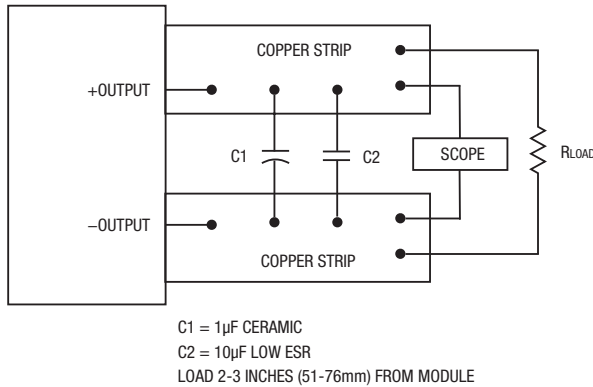 COPPER STRIP
+OUTPUT
C1
C2
SCOPE
RLOAD
−OUTPUT
COPPER STRIP
C1 = 1µF CERAMIC
C2 = 10µF LOW ESR
LOAD 2-3 INCHES (51-76mm) FROM MODULE